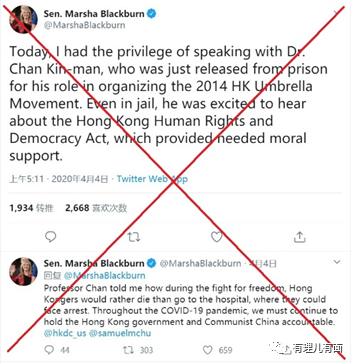 Sen. Marsha Blackburn
@MarshaBlackburn
Today, I had the privilege of speaking with Dr.
Chan Kin-man, who was just released from prison
for his role in organizing the 2014 HK Umbrella
Movement. Even in jail, he was excited to hear
about the Hong Kong Human Rights and
Democracy Act, which provided needed moral
support.
上午5:11 · 2020年4月4日 · Twitter Web App
1,934 转推 2,668 喜欢次数
Sen. Marsha Blackburn @MarshaBlackburn · 4月4日
回复 @MarshaBlackburn
Professor Chan told me how during the fight for freedom, Hong
Kongers would rather die than go to the hospital, where they could
face arrest. Throughout the COVID-19 pandemic, we must continue
to hold the Hong Kong government and Communist China accountable.
@hkdc_us @samuelmchu
44 303 659
有理儿有面